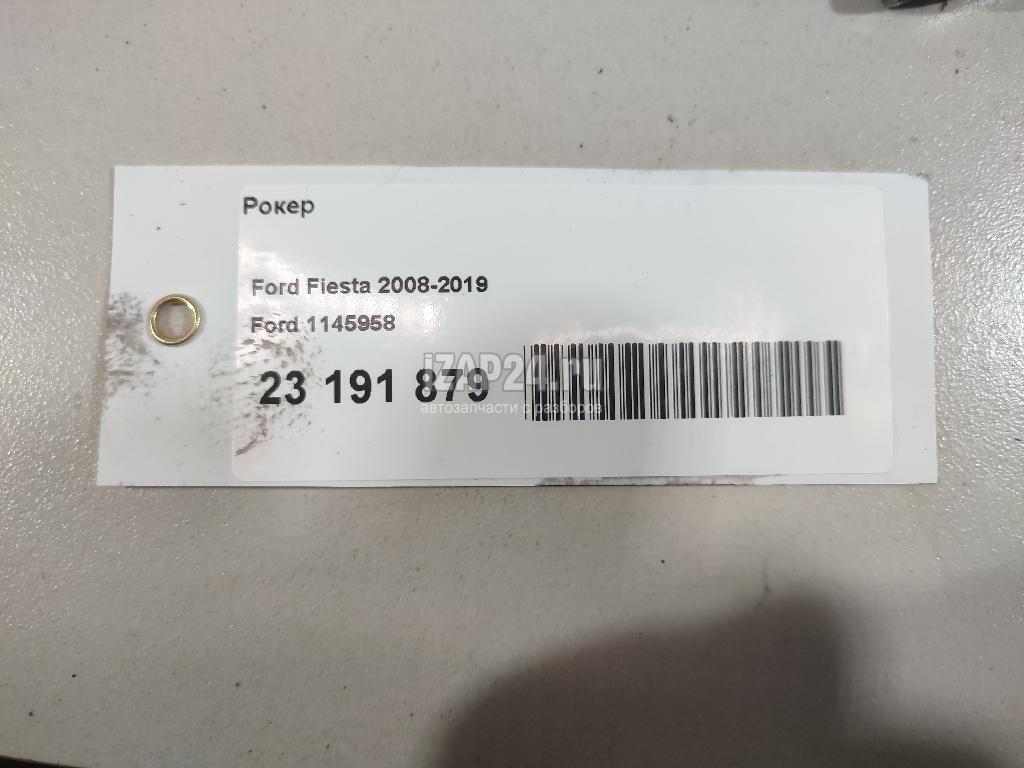 Рокер
Ford Fiesta 2008-2019
Ford 1145958
23 191 879
iZAP24.ru
автозапчасти с разборов